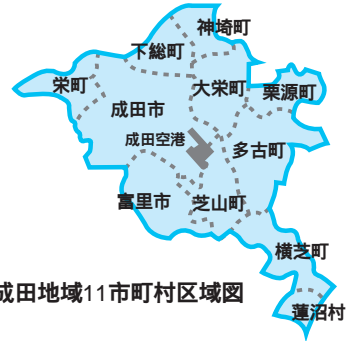 神埼町
下総町
栄町
大栄町
栗源町
成田市
成田空港
多古町
富里市
芝山町
横芝町
成田地域11市町村区域図
蓮沼村